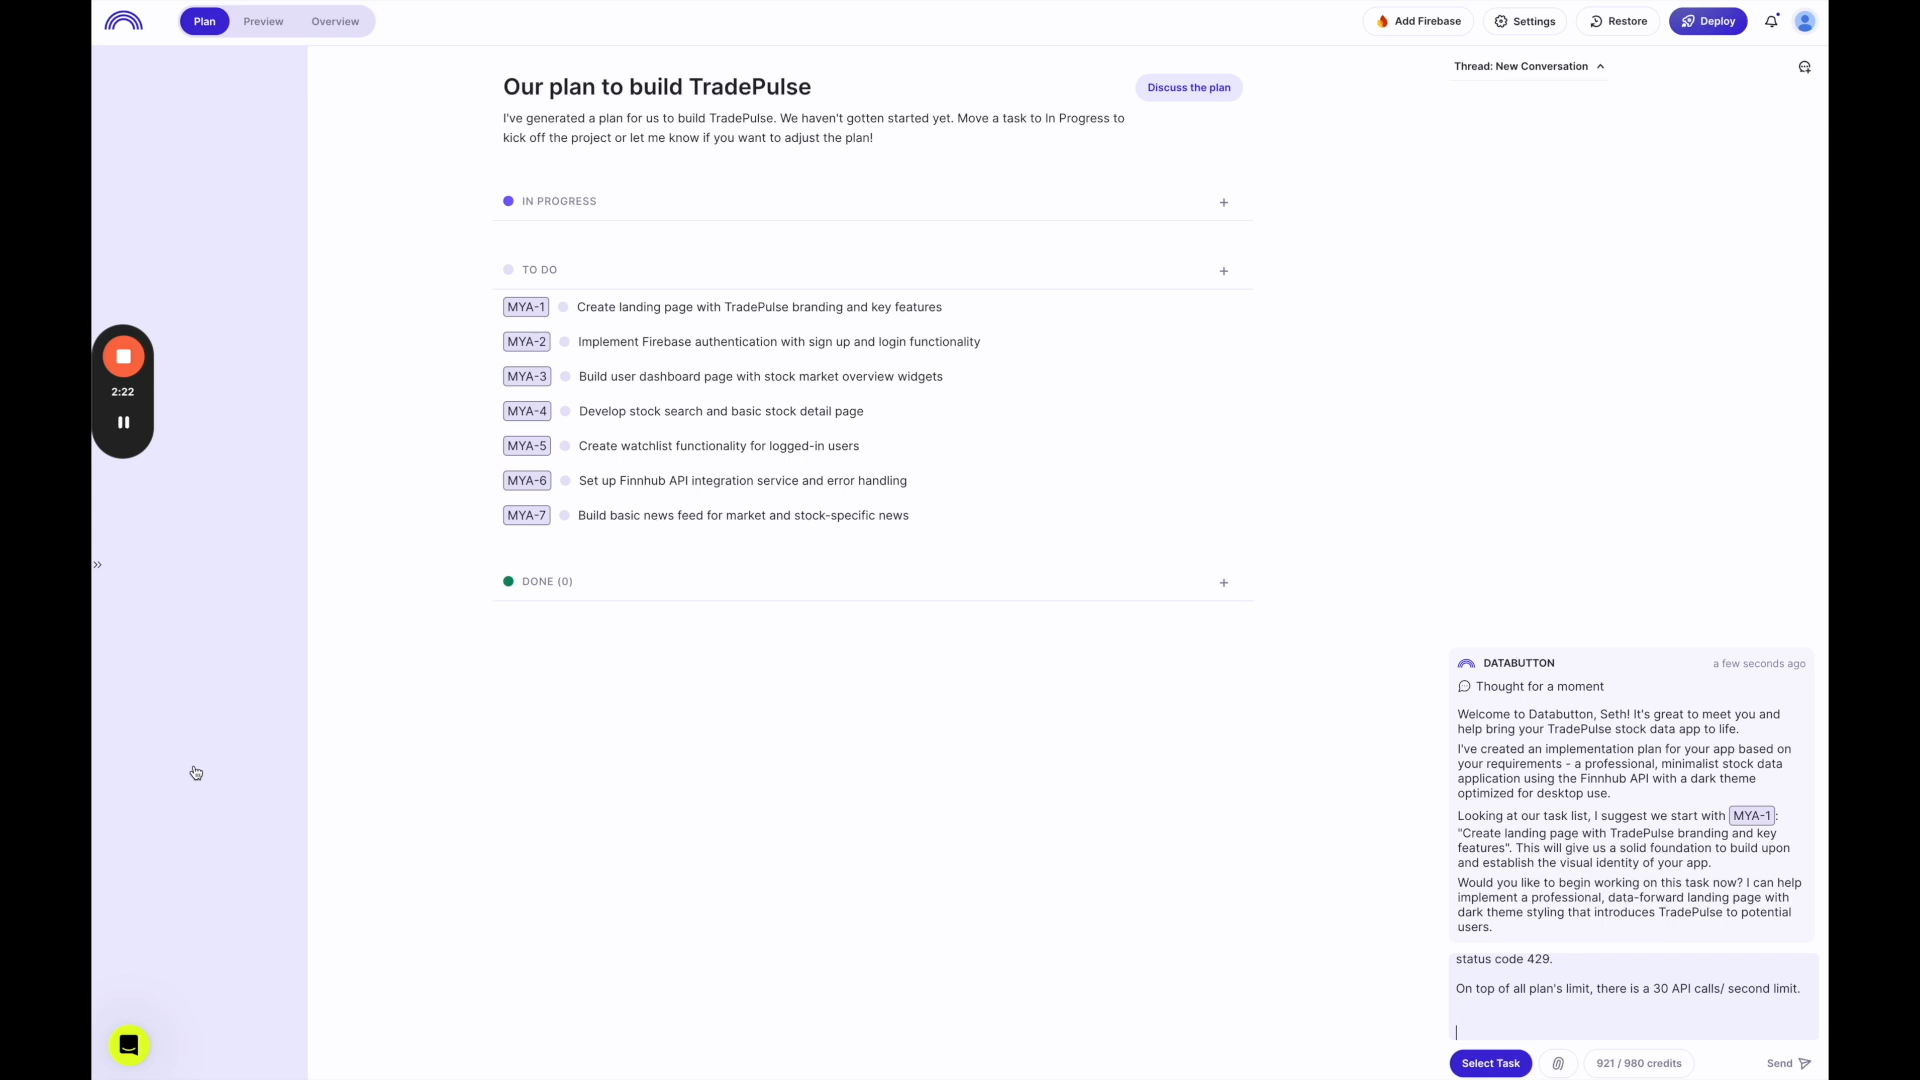 Plan Preview Overview
Add Firebase Settings Restore Deploy
Thread: New Conversation
Our plan to build TradePulse
Discuss the plan
I've generated a plan for us to build TradePulse. We haven't gotten started yet. Move a task to In Progress to
kick off the project or let me know if you want to adjust the plan!
IN PROGRESS +
TO DO +
MYA-1 Create landing page with TradePulse branding and key features
MYA-2 Implement Firebase authentication with sign up and login functionality
MYA-3 Build user dashboard page with stock market overview widgets
MYA-4 Develop stock search and basic stock detail page
MYA-5 Create watchlist functionality for logged-in users
MYA-6 Set up Finnhub API integration service and error handling
MYA-7 Build basic news feed for market and stock-specific news
DONE (0) +
2:22
DATABUTTON a few seconds ago
Thought for a moment
Welcome to Databutton, Seth! It's great to meet you and
help bring your TradePulse stock data app to life.
I've created an implementation plan for your app based on
your requirements - a professional, minimalist stock data
application using the Finnhub API with a dark theme
optimized for desktop use.
Looking at our task list, I suggest we start with MYA-1 :
"Create landing page with TradePulse branding and key
features". This will give us a solid foundation to build upon
and establish the visual identity of your app.
Would you like to begin working on this task now? I can help
implement a professional, data-forward landing page with
dark theme styling that introduces TradePulse to potential
users.
status code 429.
On top of all plan's limit, there is a 30 API calls/ second limit.
Select Task 921 / 980 credits Send